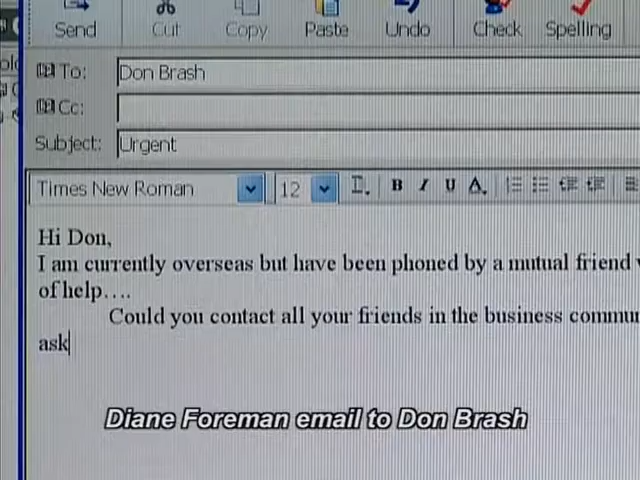 Send Cut Copy Paste Undo Check Spelling
To: Don Brash
Cc:
Subject: Urgent
Times New Roman 12 B I U A
Hi Don,
I am currently overseas but have been phoned by a mutual friend
of help....
Could you contact all your friends in the business commu
ask
Diane Foreman email to Don Brash